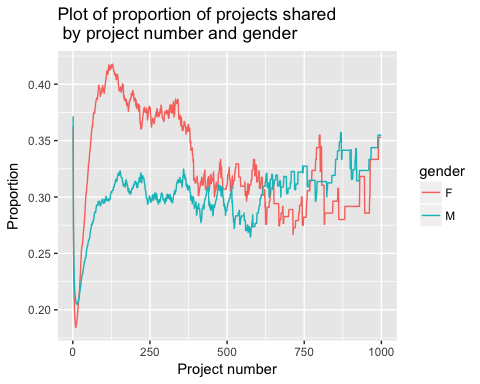 Plot of proportion of projects shared
by project number and gender
0.40
0.35
0.30
0.25
0.20
Proportion
0
250
500
750
1000
Project number
gender
F
M